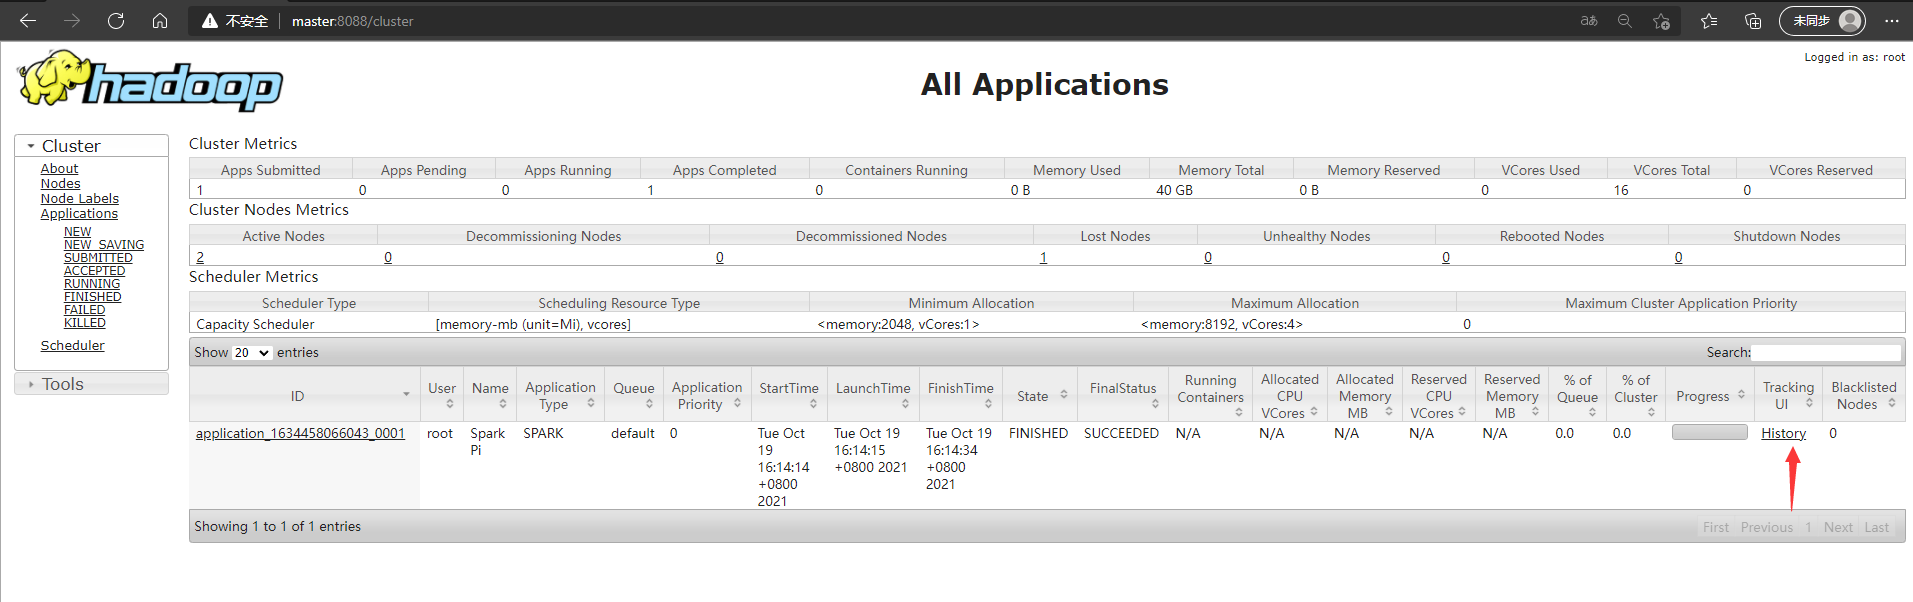 不安全 master:8088/cluster aあ 未同步
Logged in as: root
hadoop
All Applications
Cluster
About
Nodes
Node Labels
Applications
NEW
NEW_SAVING
SUBMITTED
ACCEPTED
RUNNING
FINISHED
FAILED
KILLED
Scheduler
Tools
Cluster Metrics
Apps Submitted Apps Pending Apps Running Apps Completed Containers Running Memory Used Memory Total Memory Reserved VCores Used VCores Total VCores Reserved
1 0 0 1 0 0 B 40 GB 0 B 0 16 0
Cluster Nodes Metrics
Active Nodes Decommissioning Nodes Decommissioned Nodes Lost Nodes Unhealthy Nodes Rebooted Nodes Shutdown Nodes
2 0 0 1 0 0 0
Scheduler Metrics
Scheduler Type Scheduling Resource Type Minimum Allocation Maximum Allocation Maximum Cluster Application Priority
Capacity Scheduler [memory-mb (unit=Mi), vcores] <memory:2048, vCores:1> <memory:8192, vCores:4> 0
Show 20 entries Search:
ID
User
Name
Application
Type
Queue
Application
Priority
StartTime
LaunchTime
FinishTime
State
FinalStatus
Running
Containers
Allocated
CPU
VCores
Allocated
Memory
MB
Reserved
CPU
VCores
Reserved
Memory
MB
% of
Queue
% of
Cluster
Progress
Tracking
UI
Blacklisted
Nodes
application_1634458066043_0001
root
Spark
Pi
SPARK
default
0
Tue Oct
19
16:14:14
+0800
2021
Tue Oct 19
16:14:15
+0800 2021
Tue Oct 19
16:14:34
+0800
2021
FINISHED
SUCCEEDED
N/A
N/A
N/A
N/A
N/A
0.0
0.0
History
0
Showing 1 to 1 of 1 entries
First Previous 1 Next Last